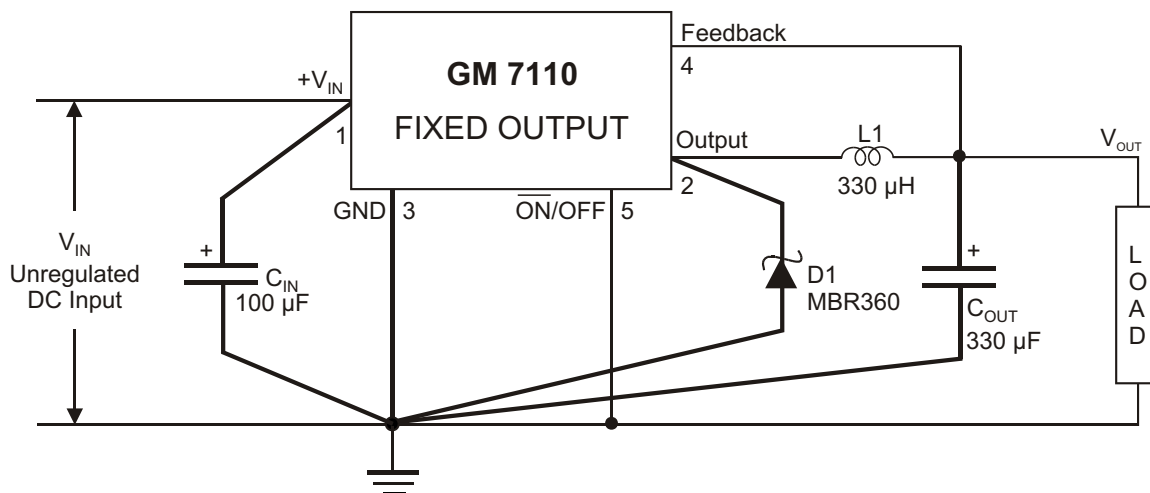 Feedback
4
GM 7110
FIXED OUTPUT
+V_IN
1
Output
2
L1
330 µH
V_OUT
GND 3
ON/OFF 5
V_IN
Unregulated
DC Input
+
C_IN
100 µF
D1
MBR360
+
C_OUT
330 µF
LOAD